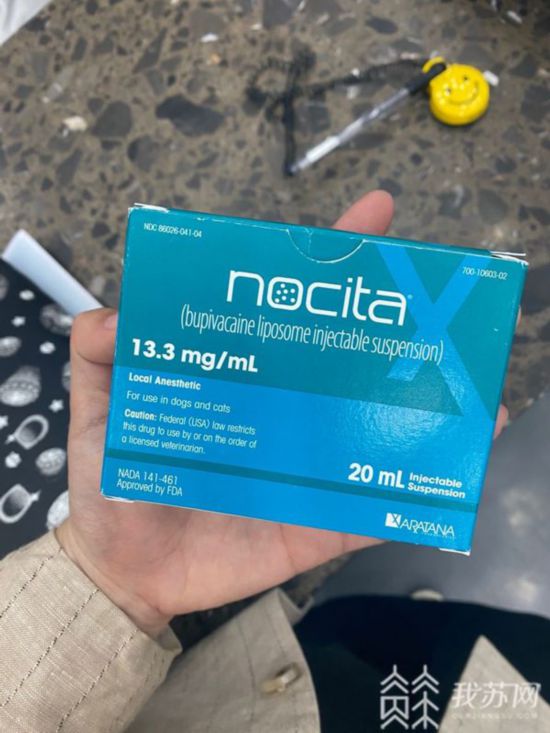 NDC 86026-041-04
700-10603-02
nocita®
(bupivacaine liposome injectable suspension)
13.3 mg/mL
Local Anesthetic
For use in dogs and cats
Caution: Federal (USA) law restricts
this drug to use by or on the order of
a licensed veterinarian.
NADA 141-461
Approved by FDA
20 mL Injectable
Suspension
ARATANA
我苏网